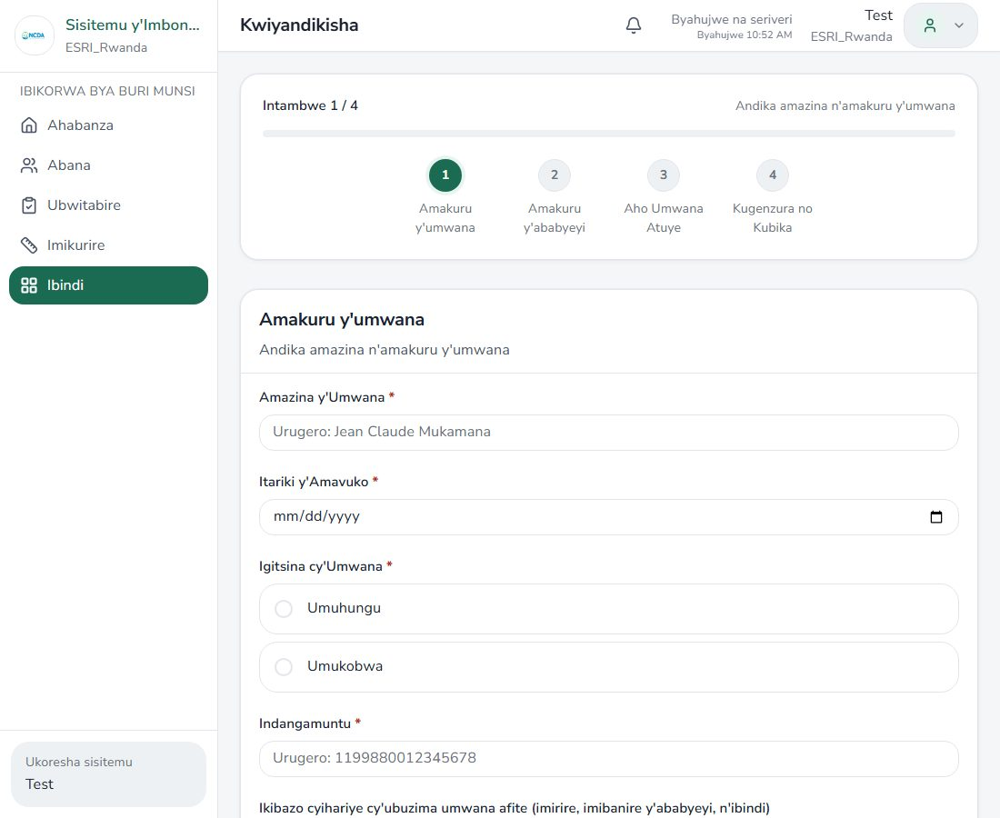 NCDA
Sisitemu y'Imbon...
ESRI_Rwanda
Kwiyandikisha
Byahujwe na seriveri
Byahujwe 10:52 AM
Test
ESRI_Rwanda
IBIKORWA BYA BURI MUNSI
Ahabanza
Abana
Ubwitabire
Imikurire
Ibindi
Intambwe 1 / 4
Andika amazina n'amakuru y'umwana
1
Amakuru
y'umwana
2
Amakuru
y'ababyeyi
3
Aho Umwana
Atuye
4
Kugenzura no
Kubika
Amakuru y'umwana
Andika amazina n'amakuru y'umwana
Amazina y'Umwana *
Urugero: Jean Claude Mukamana
Itariki y'Amavuko *
mm/dd/yyyy
Igitsina cy'Umwana *
Umuhungu
Umukobwa
Indangamuntu *
Urugero: 1199880012345678
Ikibazo cyihariye cy'ubuzima umwana afite (imirire, imibanire y'ababyeyi, n'ibindi)
Ukoresha sisitemu
Test